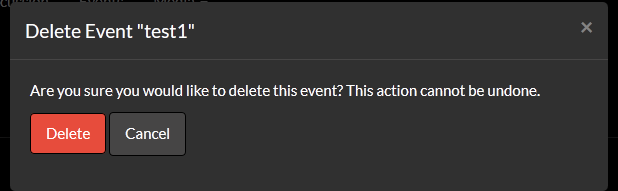 Delete Event "test1"
×
Are you sure you would like to delete this event? This action cannot be undone.
Delete Cancel